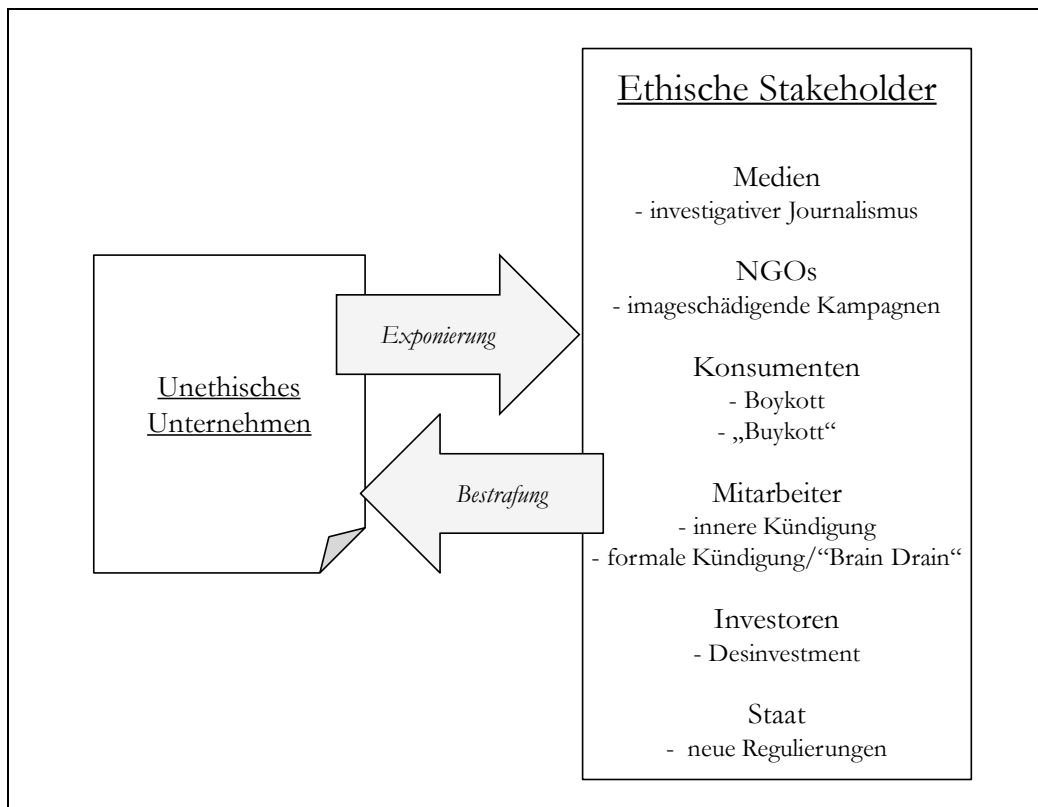 Unethisches
Unternehmen
Exponierung
Bestrafung
Ethische Stakeholder
Medien
- investigativer Journalismus
NGOs
- imageschädigende Kampagnen
Konsumenten
- Boykott
- „Buykott“
Mitarbeiter
- innere Kündigung
- formale Kündigung/“Brain Drain“
Investoren
- Desinvestment
Staat
- neue Regulierungen